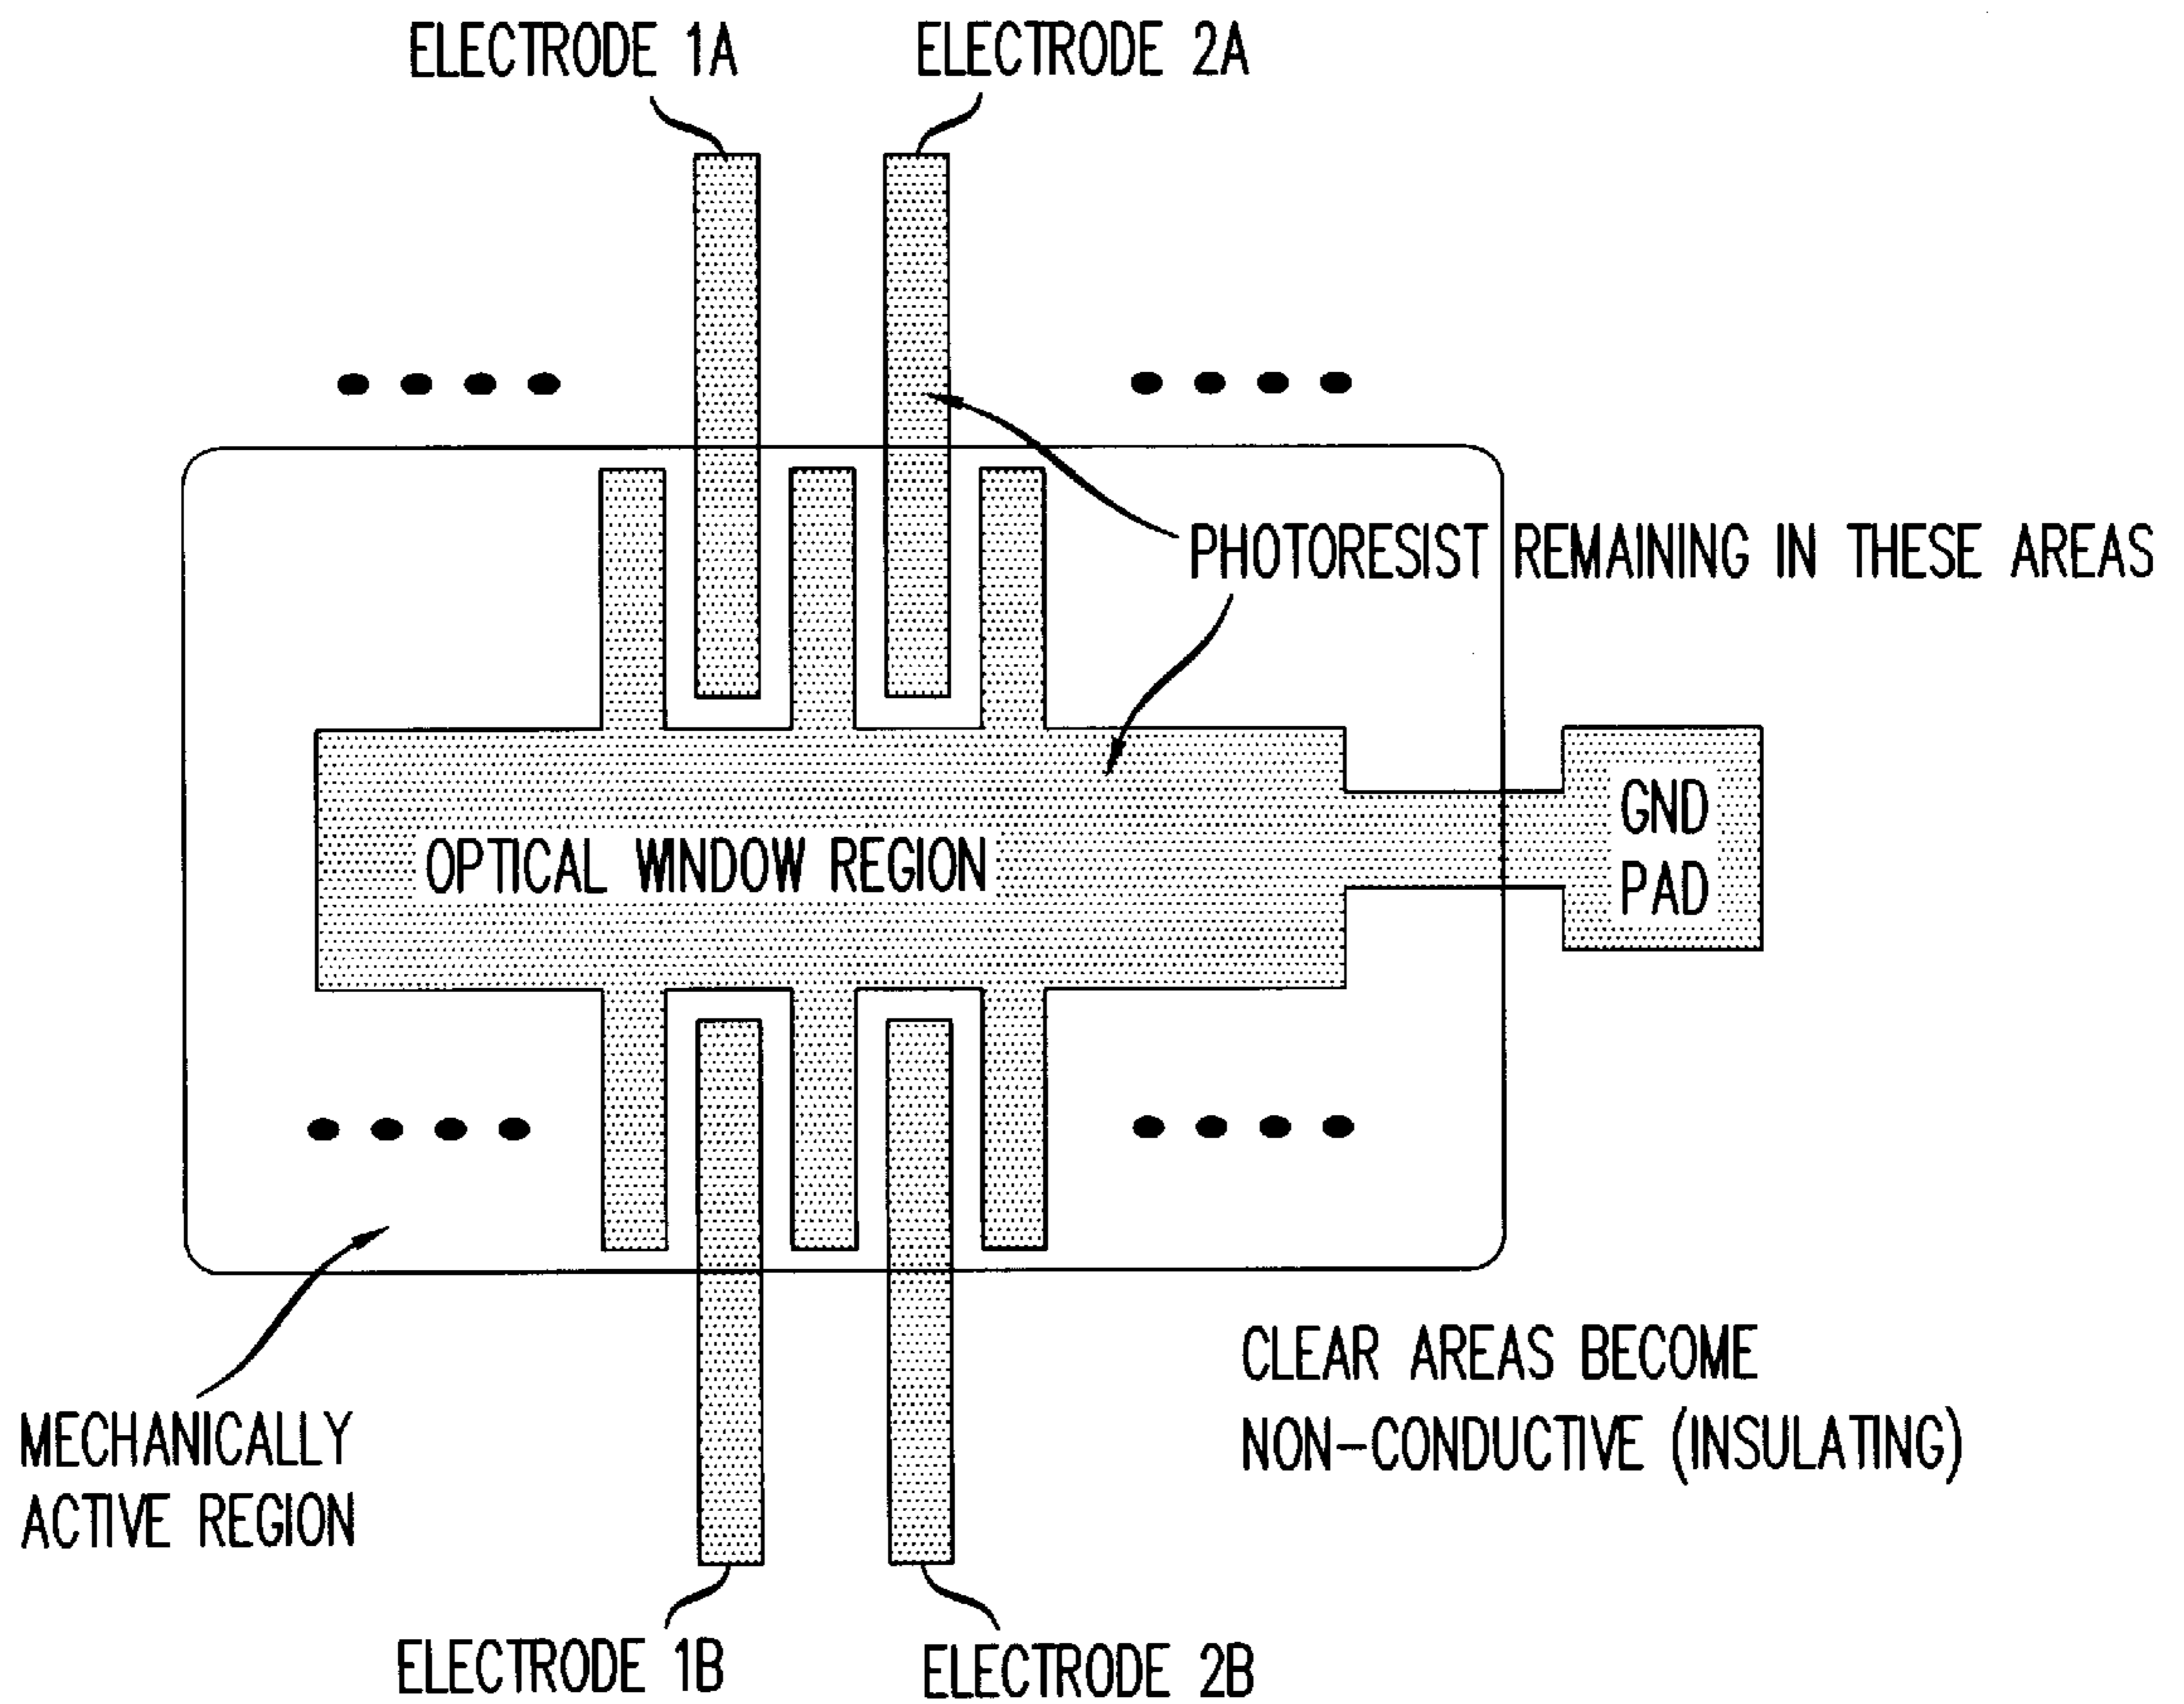 ELECTRODE 1A
ELECTRODE 2A
PHOTORESIST REMAINING IN THESE AREAS
GND
PAD
OPTICAL WINDOW REGION
CLEAR AREAS BECOME
NON-CONDUCTIVE (INSULATING)
MECHANICALLY
ACTIVE REGION
ELECTRODE 1B
ELECTRODE 2B